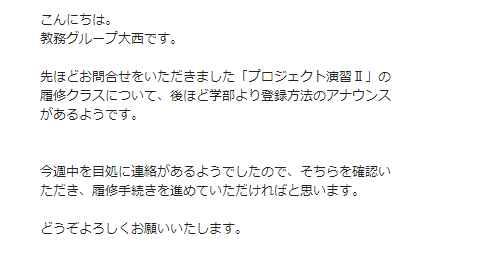 こんにちは。
教務グループ大西です。
先ほどお問合せをいただきました「プロジェクト演習Ⅱ」の
履修クラスについて、後ほど学部より登録方法のアナウンス
があるようです。
今週中を目処に連絡があるようでしたので、そちらを確認い
ただき、履修手続きを進めていただければと思います。
どうぞよろしくお願いいたします。